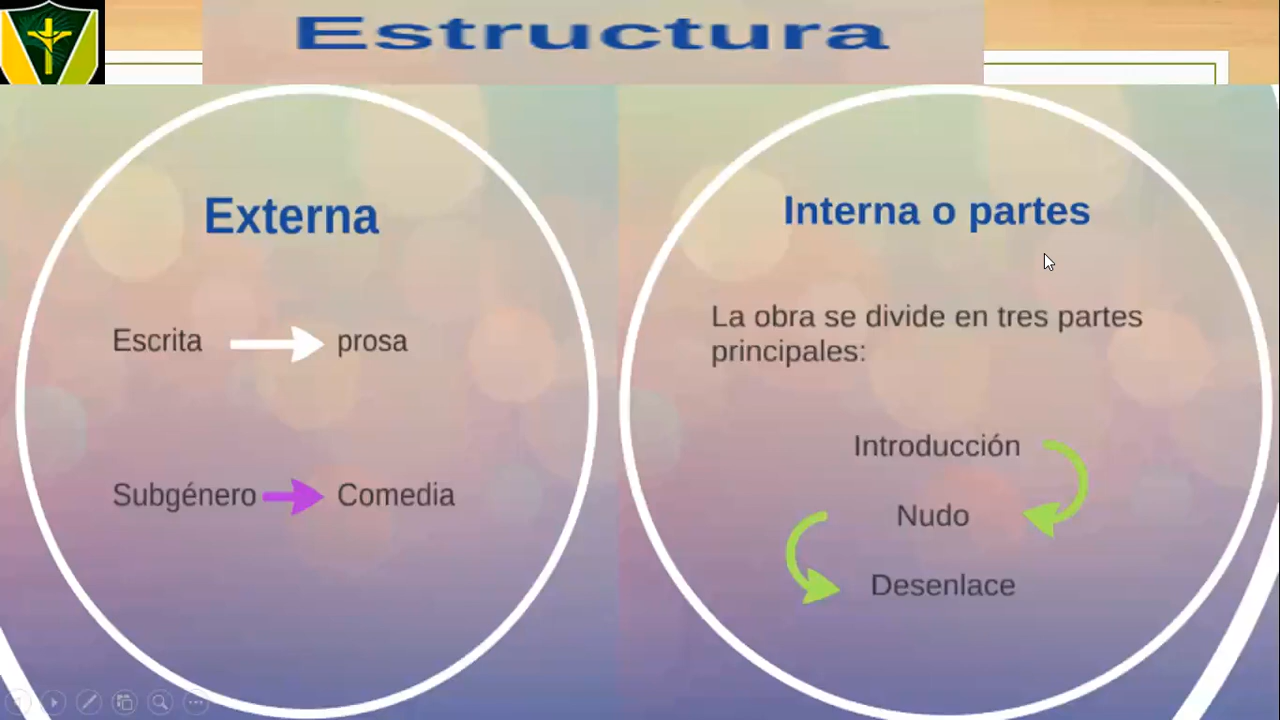 Estructura
Externa
Escrita prosa
Subgénero Comedia
Interna o partes
La obra se divide en tres partes
principales:
Introducción
Nudo
Desenlace